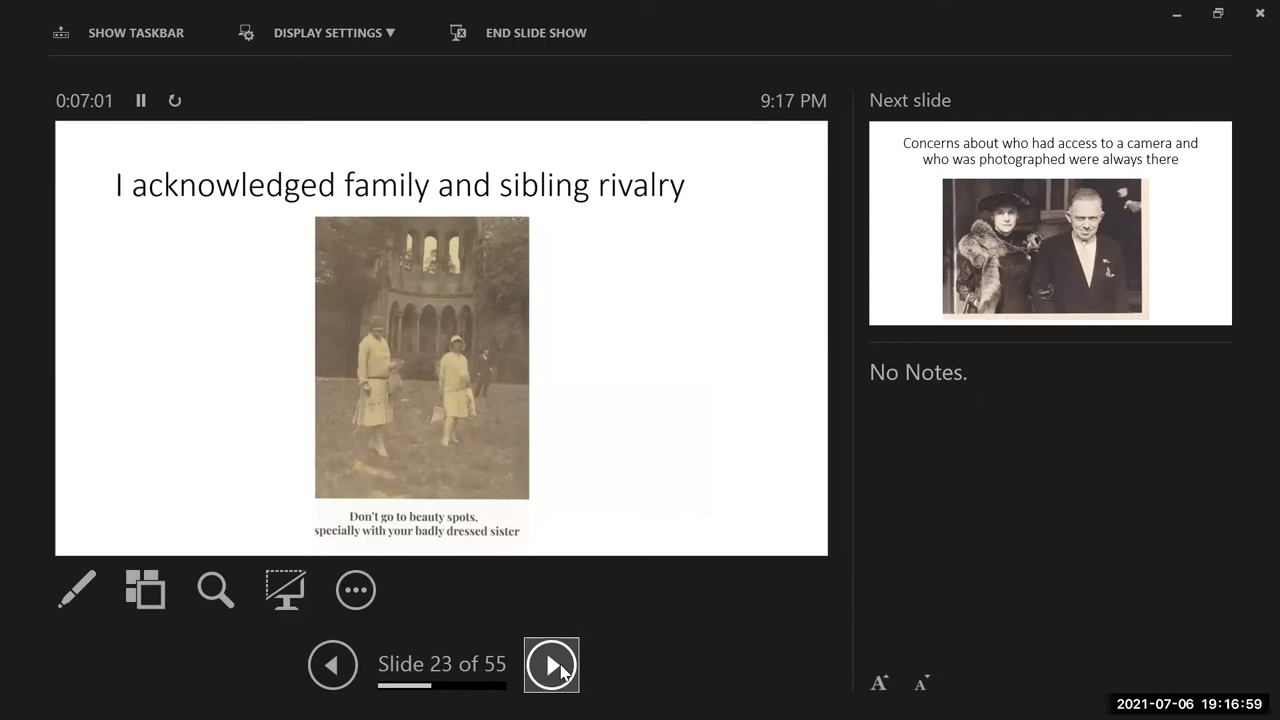 SHOW TASKBAR
DISPLAY SETTINGS ▼
END SLIDE SHOW
0:07:01
9:17 PM
I acknowledged family and sibling rivalry
Don't go to beauty spots,
specially with your badly dressed sister
Next slide
Concerns about who had access to a camera and
who was photographed were always there
No Notes.
Slide 23 of 55
A A
2021-07-06 19:16:59